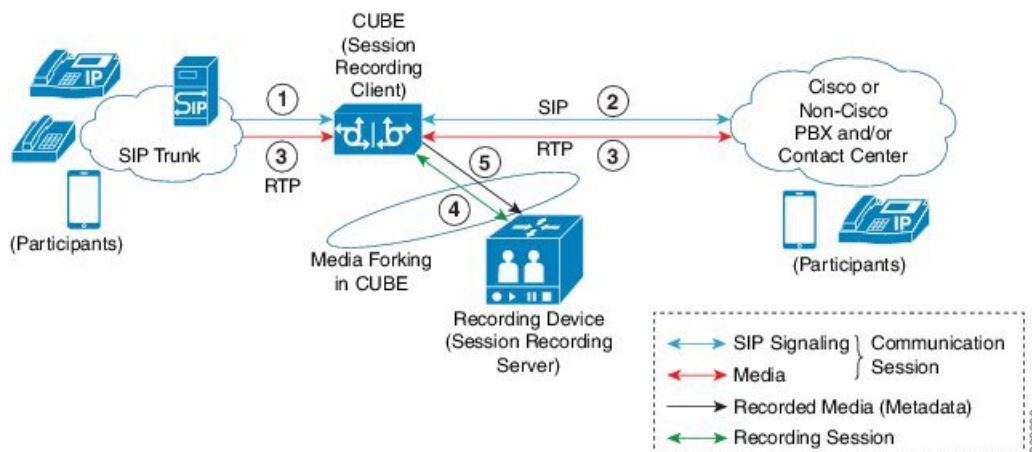 CUBE
(Session
Recording
Client)
IP
SIP
SIP Trunk
(Participants)
1
3
RTP
SIP
2
RTP
3
5
4
Media Forking
in CUBE
Recording Device
(Session Recording
Server)
Cisco or
Non-Cisco
PBX and/or
Contact Center
IP
(Participants)
SIP Signaling
Media
Communication
Session
Recorded Media (Metadata)
Recording Session